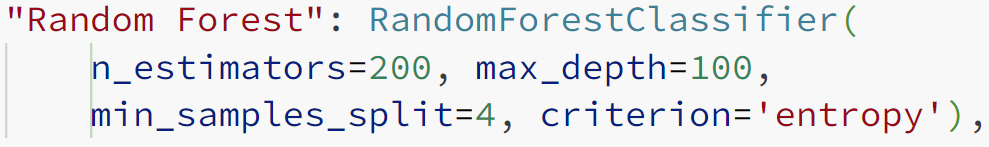 "Random Forest": RandomForestClassifier(
n_estimators=200, max_depth=100,
min_samples_split=4, criterion='entropy'),